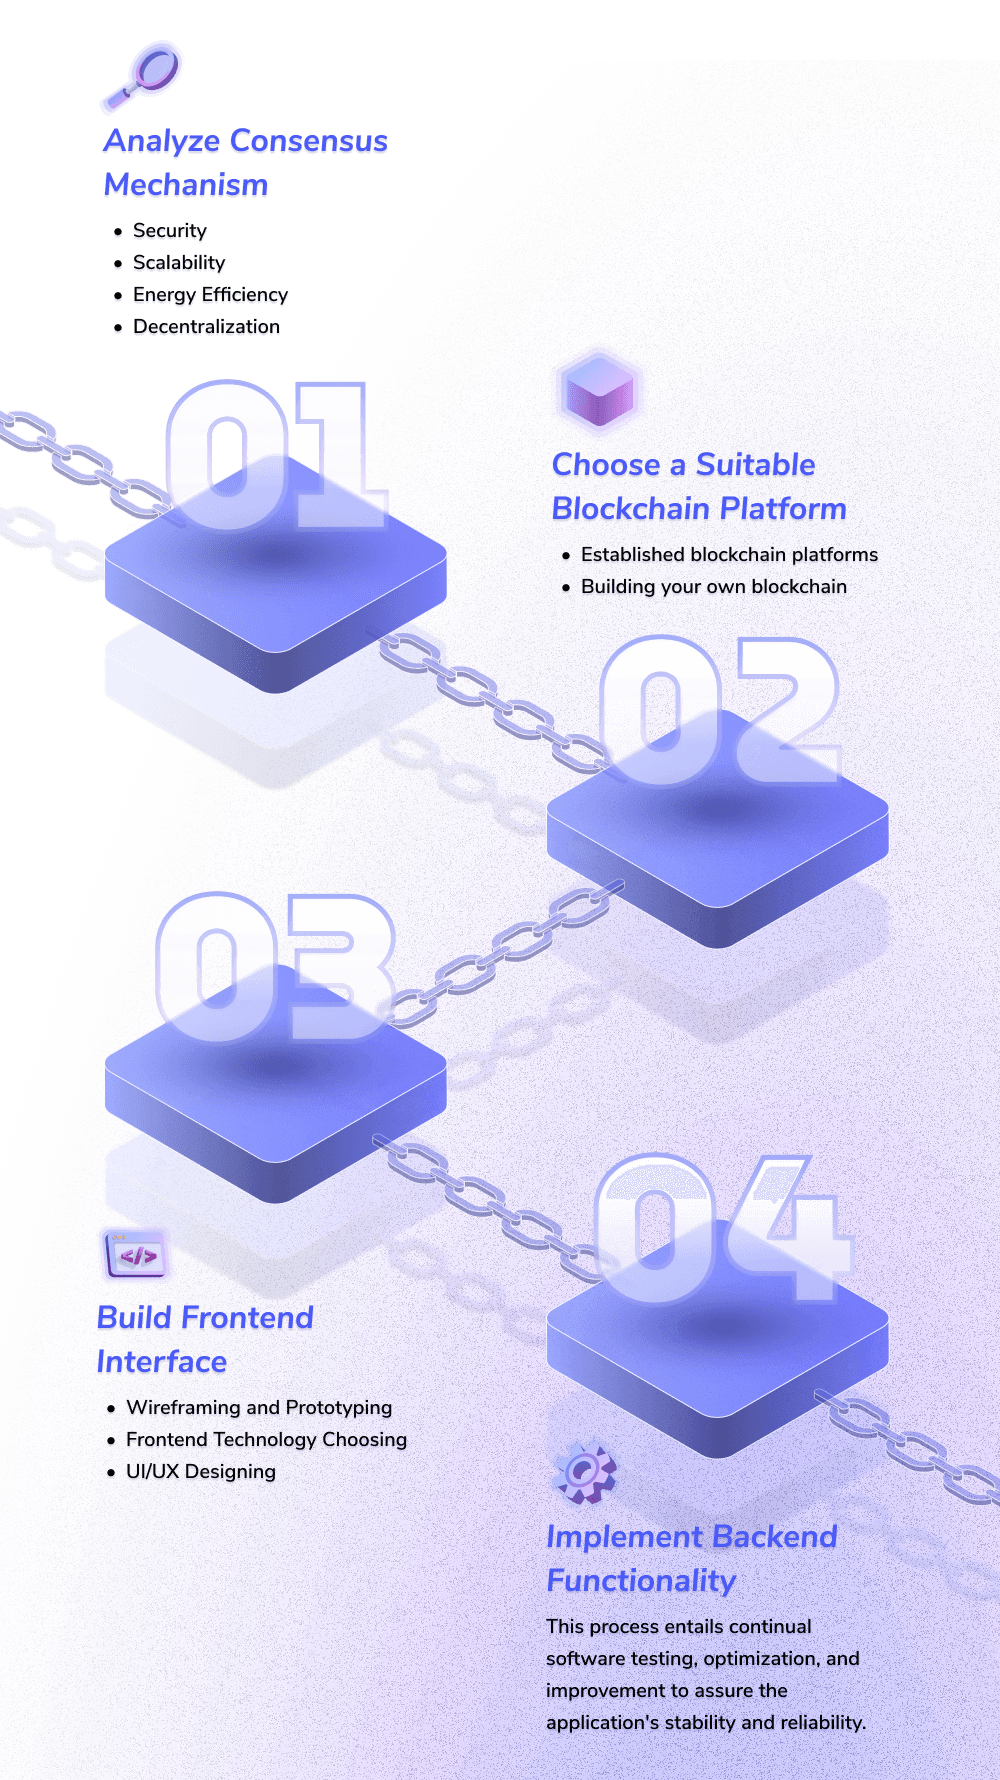 Analyze Consensus
Mechanism
• Security
• Scalability
• Energy Efficiency
• Decentralization
01
Choose a Suitable
Blockchain Platform
• Established blockchain platforms
• Building your own blockchain
02
03
Build Frontend
Interface
• Wireframing and Prototyping
• Frontend Technology Choosing
• UI/UX Designing
04
Implement Backend
Functionality
This process entails continual
software testing, optimization, and
improvement to assure the
application's stability and reliability.